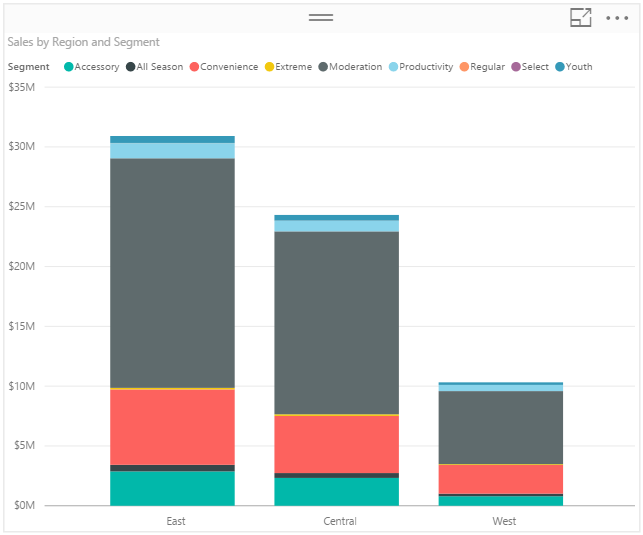 Sales by Region and Segment
Segment Accessory All Season Convenience Extreme Moderation Productivity Regular Select Youth
$35M
$30M
$25M
$20M
$15M
$10M
$5M
$0M
East Central West